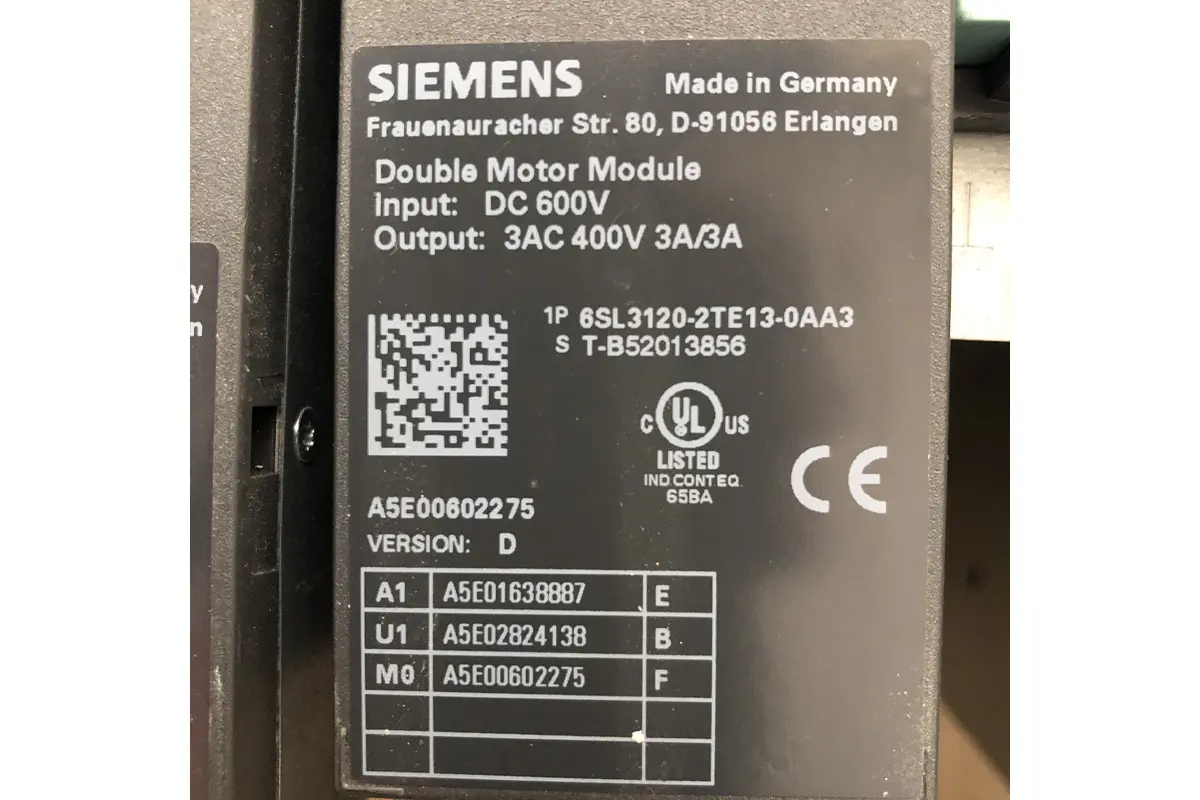 SIEMENS Made in Germany
Frauenauracher Str. 80, D-91056 Erlangen
Double Motor Module
Input: DC 600V
Output: 3AC 400V 3A/3A
1P 6SL3120-2TE13-0AA3
S T-B52013856
C UL US
LISTED
IND CONT EQ
65BA
CE
A5E00602275
VERSION: D
A1 A5E01638887 E
U1 A5E02824138 B
M0 A5E00602275 F
y
n